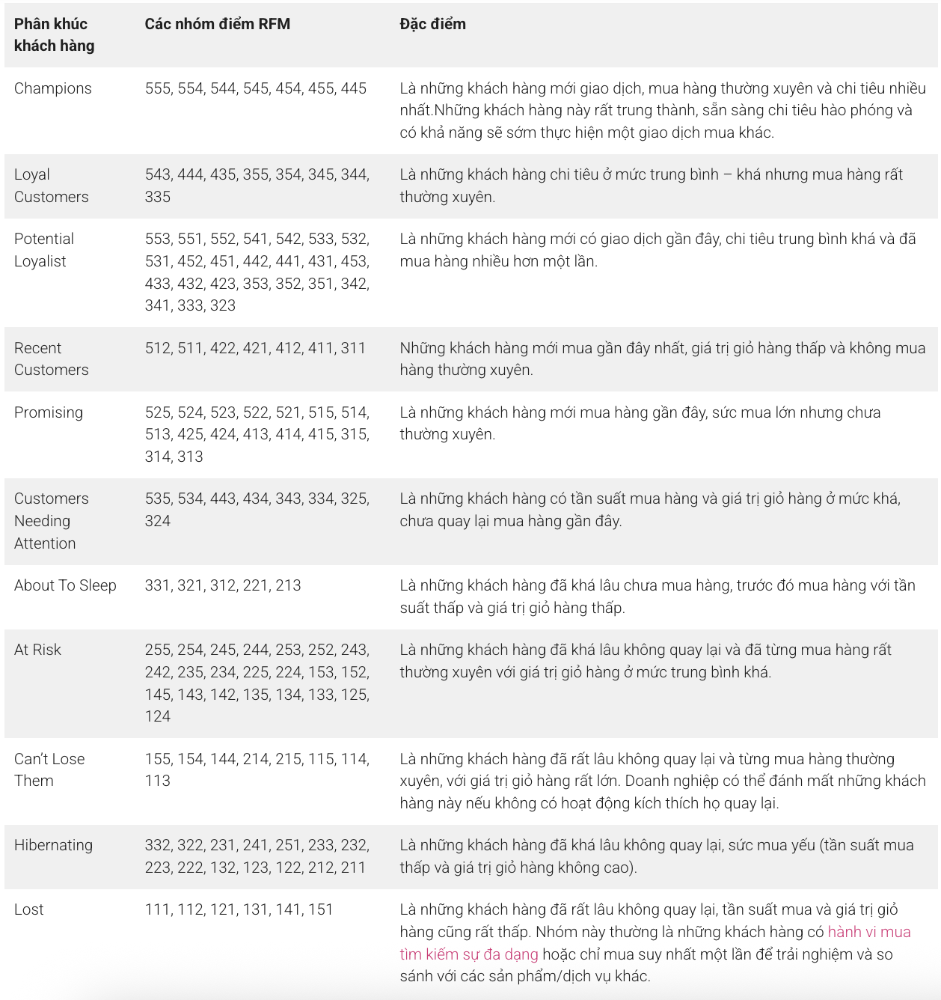 Phân khúc
khách hàng
Các nhóm điểm RFM
Đặc điểm
Champions
555, 554, 544, 545, 454, 455, 445
Là những khách hàng mới giao dịch, mua hàng thường xuyên và chi tiêu nhiều
nhất.Những khách hàng này rất trung thành, sẵn sàng chi tiêu hào phóng và
có khả năng sẽ sớm thực hiện một giao dịch mua khác.
Loyal
Customers
543, 444, 435, 355, 354, 345, 344,
335
Là những khách hàng chi tiêu ở mức trung bình – khá nhưng mua hàng rất
thường xuyên.
Potential
Loyalist
553, 551, 552, 541, 542, 533, 532,
531, 452, 451, 442, 441, 431, 453,
433, 432, 423, 353, 352, 351, 342,
341, 333, 323
Là những khách hàng mới có giao dịch gần đây, chi tiêu trung bình khá và đã
mua hàng nhiều hơn một lần.
Recent
Customers
512, 511, 422, 421, 412, 411, 311
Những khách hàng mới mua gần đây nhất, giá trị giỏ hàng thấp và không mua
hàng thường xuyên.
Promising
525, 524, 523, 522, 521, 515, 514,
513, 425, 424, 413, 414, 415, 315,
314, 313
Là những khách hàng mới mua hàng gần đây, sức mua lớn nhưng chưa
thường xuyên.
Customers
Needing
Attention
535, 534, 443, 434, 343, 334, 325,
324
Là những khách hàng có tần suất mua hàng và giá trị giỏ hàng ở mức khá,
chưa quay lại mua hàng gần đây.
About To Sleep
331, 321, 312, 221, 213
Là những khách hàng đã khá lâu chưa mua hàng, trước đó mua hàng với tần
suất thấp và giá trị giỏ hàng thấp.
At Risk
255, 254, 245, 244, 253, 252, 243,
242, 235, 234, 225, 224, 153, 152,
145, 143, 142, 135, 134, 133, 125,
124
Là những khách hàng đã khá lâu không quay lại và đã từng mua hàng rất
thường xuyên với giá trị giỏ hàng ở mức trung bình khá.
Can't Lose
Them
155, 154, 144, 214, 215, 115, 114,
113
Là những khách hàng đã rất lâu không quay lại và từng mua hàng thường
xuyên, với giá trị giỏ hàng rất lớn. Doanh nghiệp có thể đánh mất những khách
hàng này nếu không có hoạt động kích thích họ quay lại.
Hibernating
332, 322, 231, 241, 251, 233, 232,
223, 222, 132, 123, 122, 212, 211
Là những khách hàng đã khá lâu không quay lại, sức mua yếu (tần suất mua
thấp và giá trị giỏ hàng không cao).
Lost
111, 112, 121, 131, 141, 151
Là những khách hàng đã rất lâu không quay lại, tần suất mua và giá trị giỏ
hàng cũng rất thấp. Nhóm này thường là những khách hàng có hành vi mua
tìm kiếm sự đa dạng hoặc chỉ mua suy nhất một lần để trải nghiệm và so
sánh với các sản phẩm/dịch vụ khác.